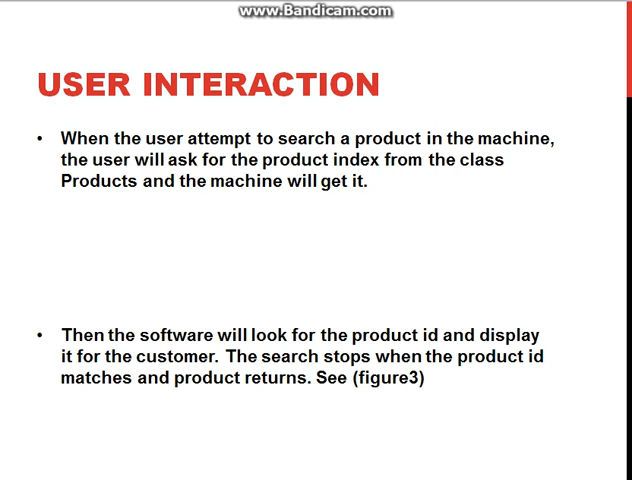 www.Bandicam.com
USER INTERACTION
• When the user attempt to search a product in the machine,
the user will ask for the product index from the class
Products and the machine will get it.
• Then the software will look for the product id and display
it for the customer. The search stops when the product id
matches and product returns. See (figure3)